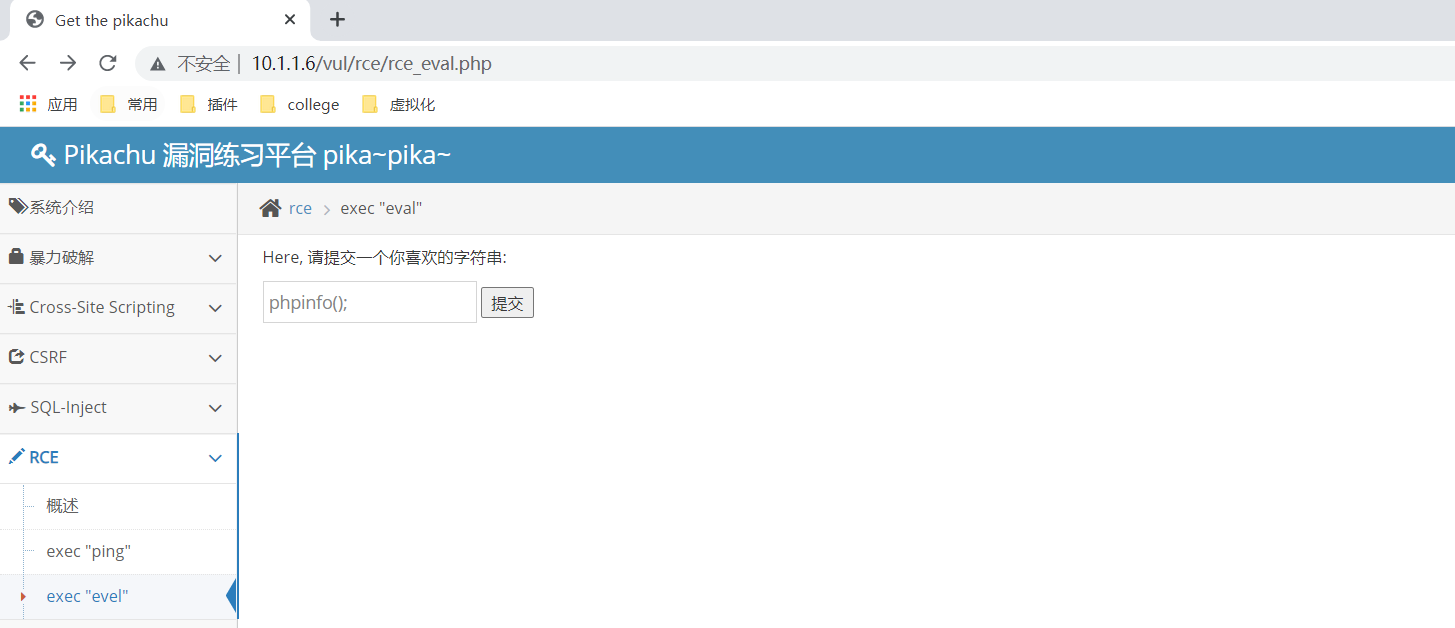 Get the pikachu
不安全 | 10.1.1.6/vul/rce/rce_eval.php
应用 常用 插件 college 虚拟化
Pikachu 漏洞练习平台 pika~pika~
系统介绍
暴力破解
Cross-Site Scripting
CSRF
SQL-Inject
RCE
概述
exec "ping"
exec "evel"
rce exec "eval"
Here, 请提交一个你喜欢的字符串:
phpinfo(); 提交